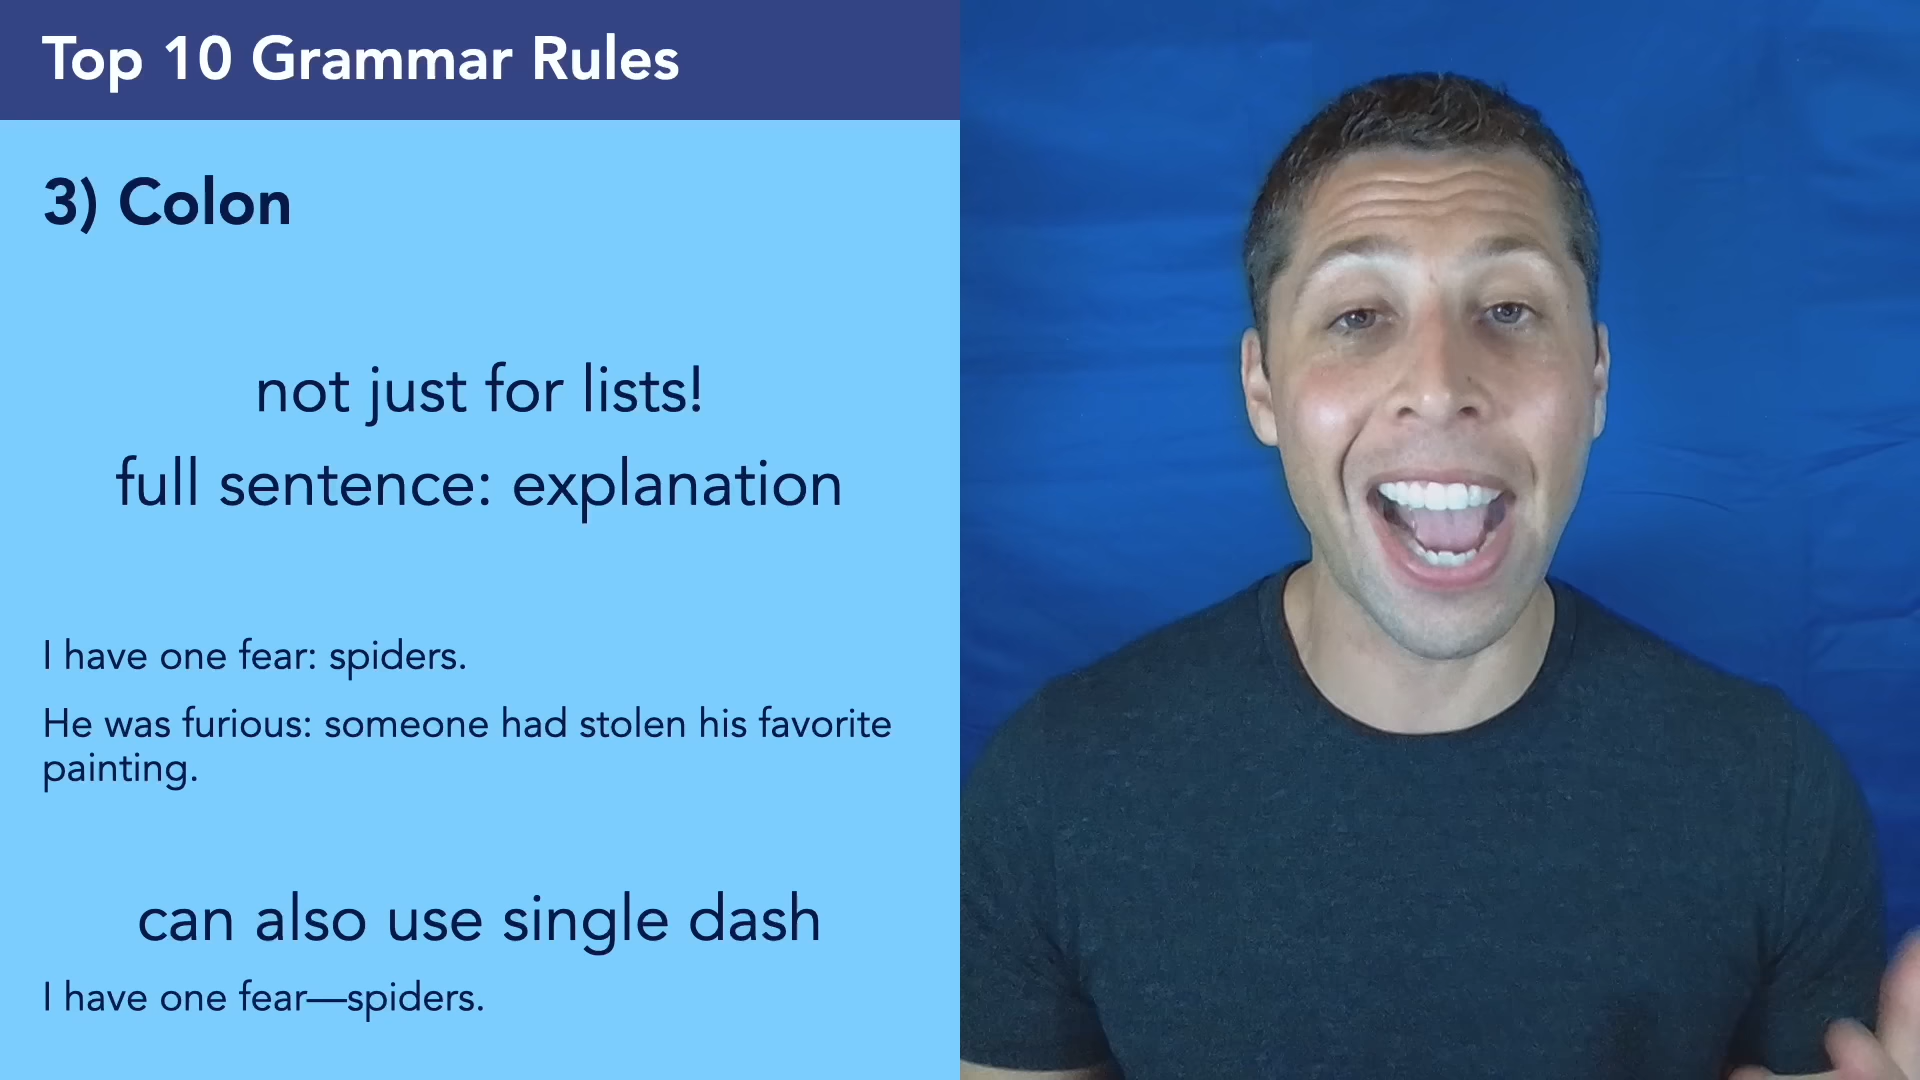 Top 10 Grammar Rules
3) Colon
not just for lists!
full sentence: explanation
I have one fear: spiders.
He was furious: someone had stolen his favorite
painting.
can also use single dash
I have one fear—spiders.